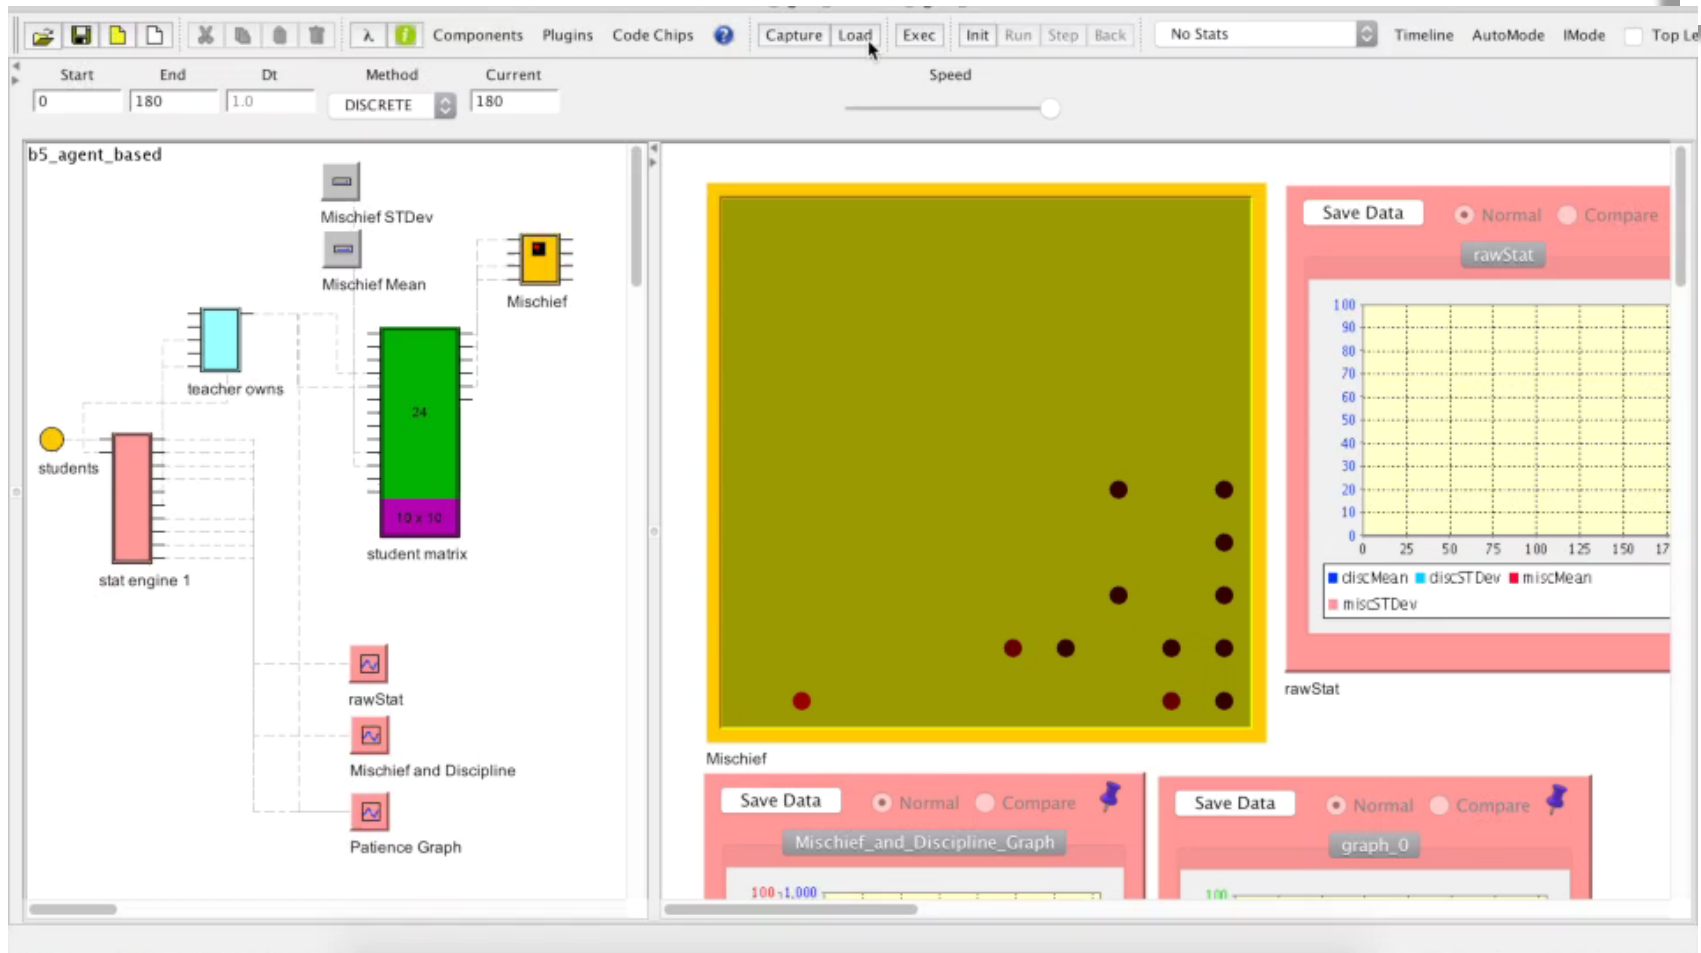 λ i Components Plugins Code Chips ? Capture Load Exec Init Run Step Back No Stats Timeline AutoMode IMode Top Le
Start End Dt Method Current Speed
0 180 1.0 DISCRETE 180
b5_agent_based
Mischief STDev
Mischief Mean
Mischief
teacher owns
24
students
10 x 10
student matrix
stat engine 1
rawStat
Mischief and Discipline
Patience Graph
Mischief
Save Data Normal Compare
rawStat
100
90
80
70
60
50
40
30
20
10
0
0 25 50 75 100 125 150 17
discMean discSTDev miscMean
miscSTDev
rawStat
Save Data Normal Compare
Mischief_and_Discipline_Graph
100 1,000
Save Data Normal Compare
graph_0
100